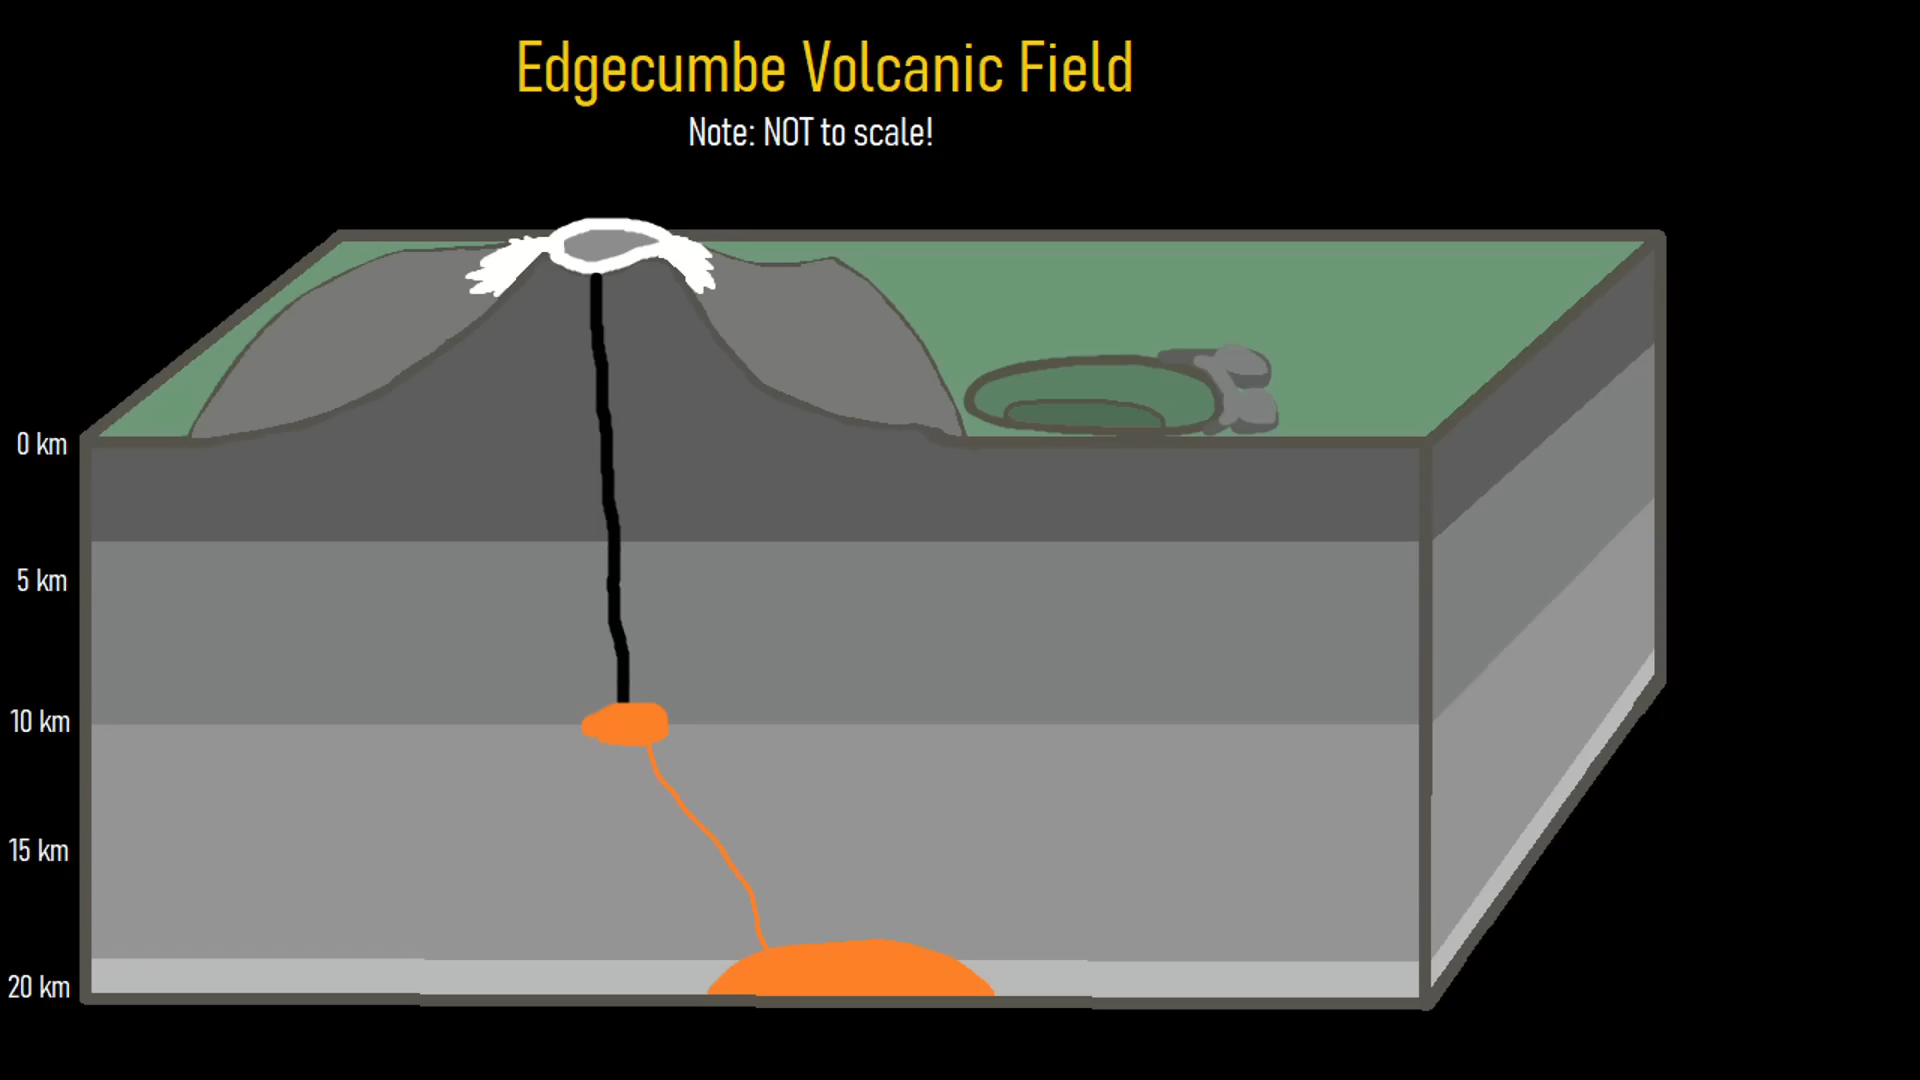 Edgecumbe Volcanic Field
Note: NOT to scale!
0 km
5 km
10 km
15 km
20 km